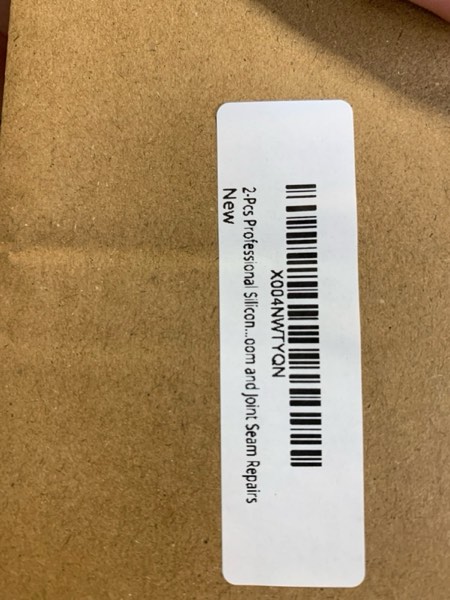 X004NWTYQN
2-Pcs Professional Silicon...oom and Joint Seam Repairs
New